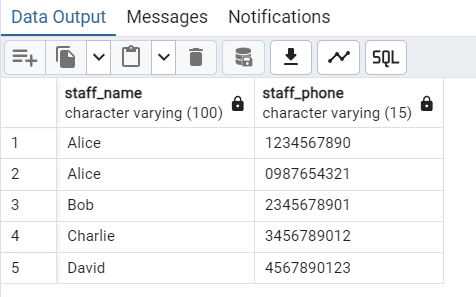 Data Output Messages Notifications
SQL
staff_name staff_phone
character varying (100) character varying (15)
1 Alice 1234567890
2 Alice 0987654321
3 Bob 2345678901
4 Charlie 3456789012
5 David 4567890123